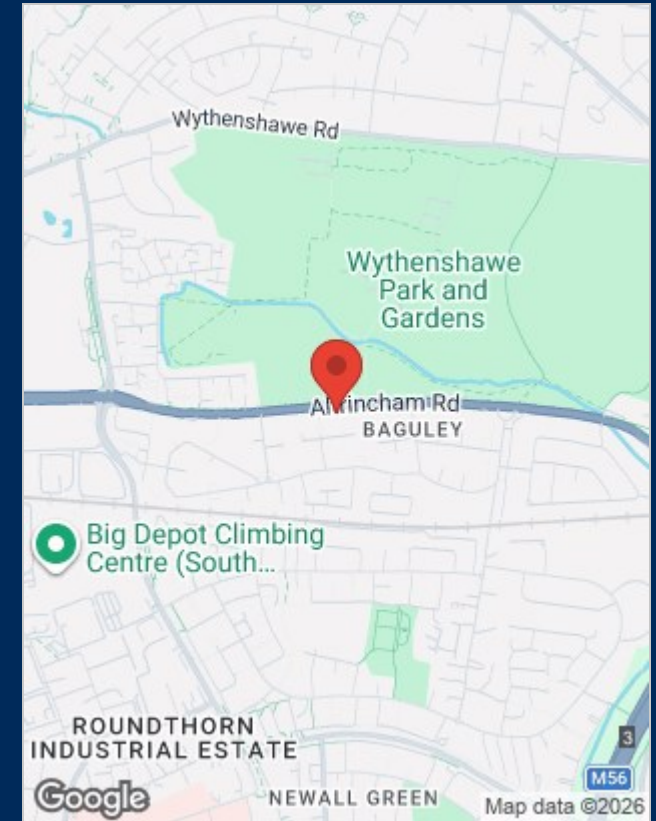 Wythenshawe Rd
Wythenshawe
Park and
Gardens
Altrincham Rd
BAGULEY
Big Depot Climbing
Centre (South...
ROUNDTHORN
INDUSTRIAL ESTATE
3
M56
NEWALL GREEN
Google
Map data ©2026